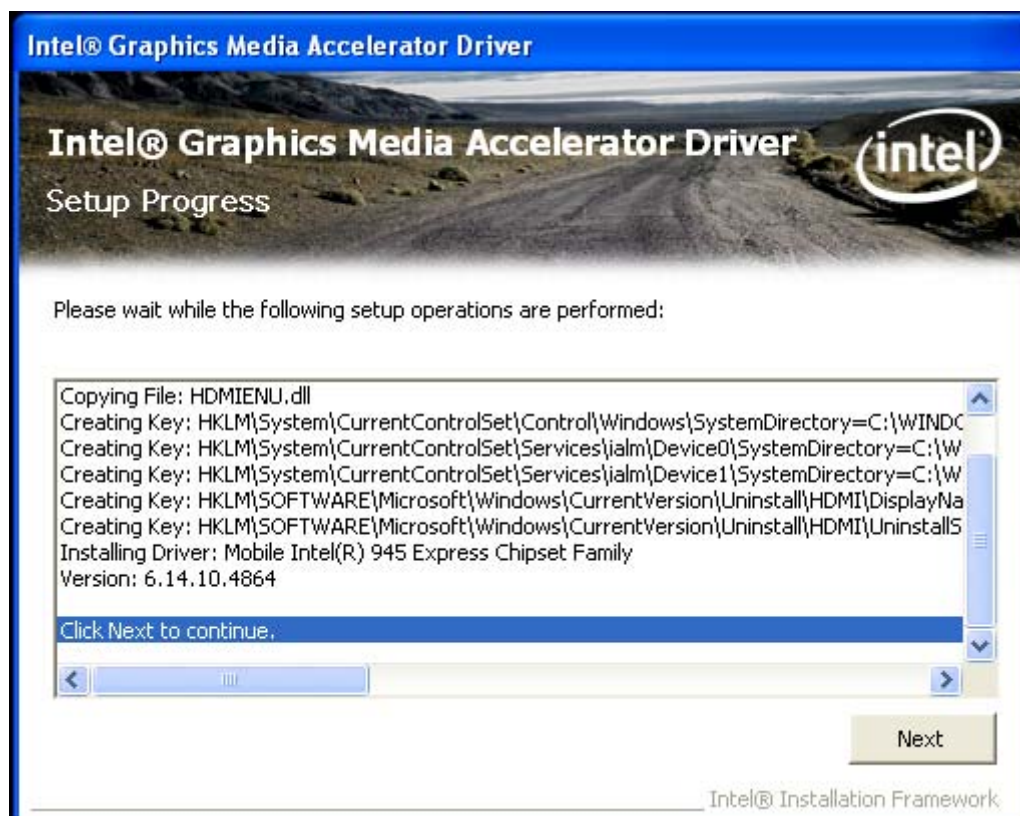 Intel® Graphics Media Accelerator Driver
Intel® Graphics Media Accelerator Driver
intel
Setup Progress
Please wait while the following setup operations are performed:
Copying File: HDMIENU.dll
Creating Key: HKLM\System\CurrentControlSet\Control\Windows\SystemDirectory=C:\WINDO
Creating Key: HKLM\System\CurrentControlSet\Services\ialm\Device0\SystemDirectory=C:\W
Creating Key: HKLM\System\CurrentControlSet\Services\ialm\Device1\SystemDirectory=C:\W
Creating Key: HKLM\SOFTWARE\Microsoft\Windows\CurrentVersion\Uninstall\HDMI\DisplayNa
Creating Key: HKLM\SOFTWARE\Microsoft\Windows\CurrentVersion\Uninstall\HDMI\UninstallS
Installing Driver: Mobile Intel(R) 945 Express Chipset Family
Version: 6.14.10.4864
Click Next to continue.
Next
Intel® Installation Framework